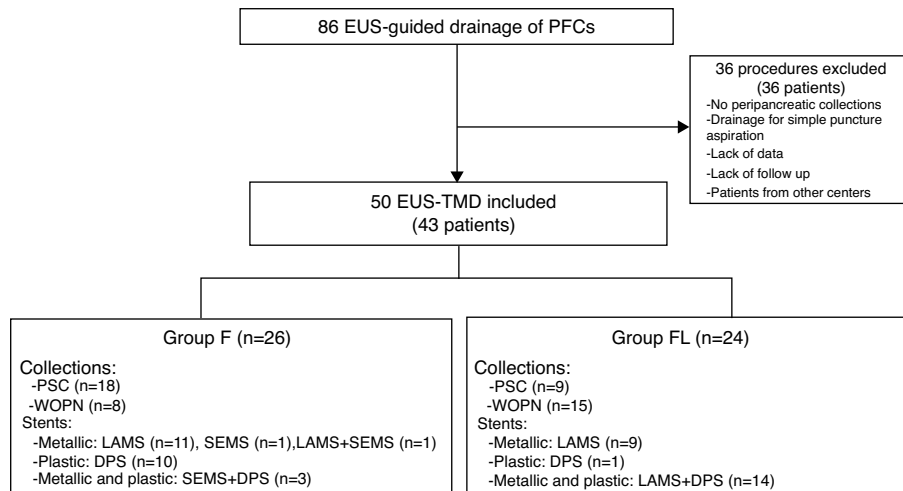 86 EUS-guided drainage of PFCs
36 procedures excluded
(36 patients)
-No peripancreatic collections
-Drainage for simple puncture
aspiration
-Lack of data
-Lack of follow up
-Patients from other centers
50 EUS-TMD included
(43 patients)
Group F (n=26)
Collections:
-PSC (n=18)
-WOPN (n=8)
Stents:
-Metallic: LAMS (n=11), SEMS (n=1),LAMS+SEMS (n=1)
-Plastic: DPS (n=10)
-Metallic and plastic: SEMS+DPS (n=3)
Group FL (n=24)
Collections:
-PSC (n=9)
-WOPN (n=15)
Stents:
-Metallic: LAMS (n=9)
-Plastic: DPS (n=1)
-Metallic and plastic: LAMS+DPS (n=14)